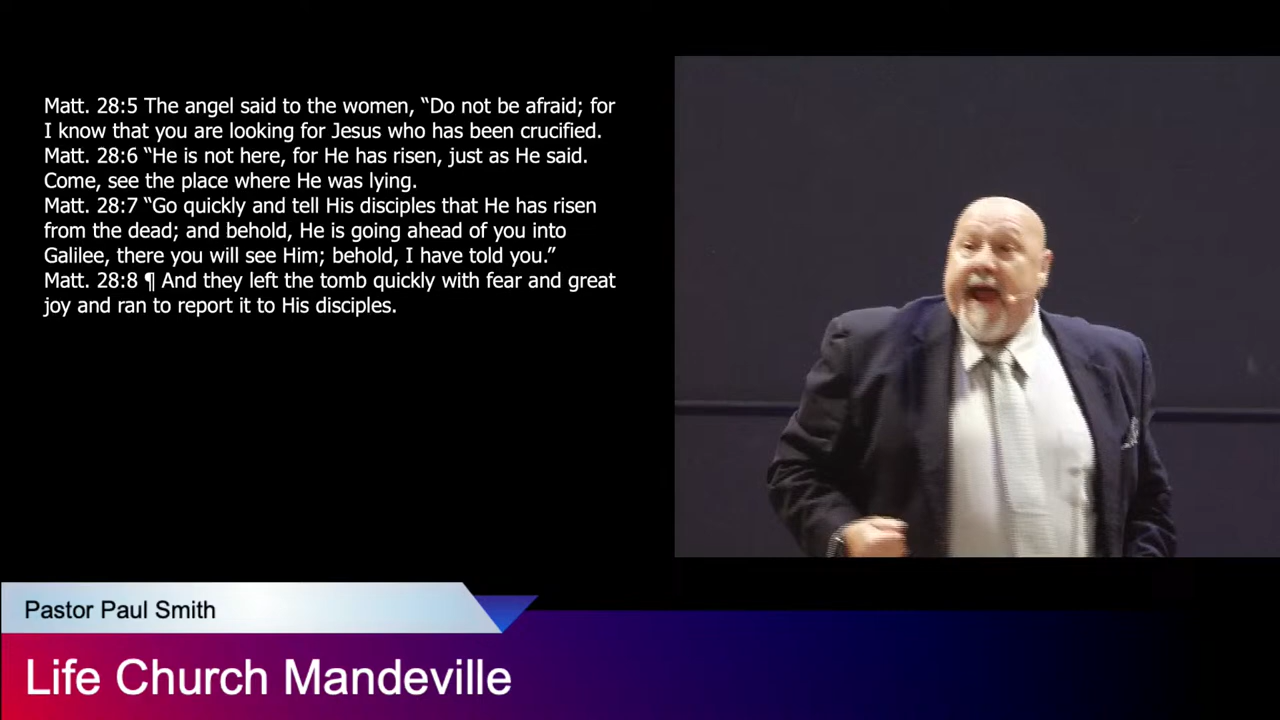 Matt. 28:5 The angel said to the women, “Do not be afraid; for
I know that you are looking for Jesus who has been crucified.
Matt. 28:6 “He is not here, for He has risen, just as He said.
Come, see the place where He was lying.
Matt. 28:7 “Go quickly and tell His disciples that He has risen
from the dead; and behold, He is going ahead of you into
Galilee, there you will see Him; behold, I have told you.”
Matt. 28:8 ¶ And they left the tomb quickly with fear and great
joy and ran to report it to His disciples.
Pastor Paul Smith
Life Church Mandeville